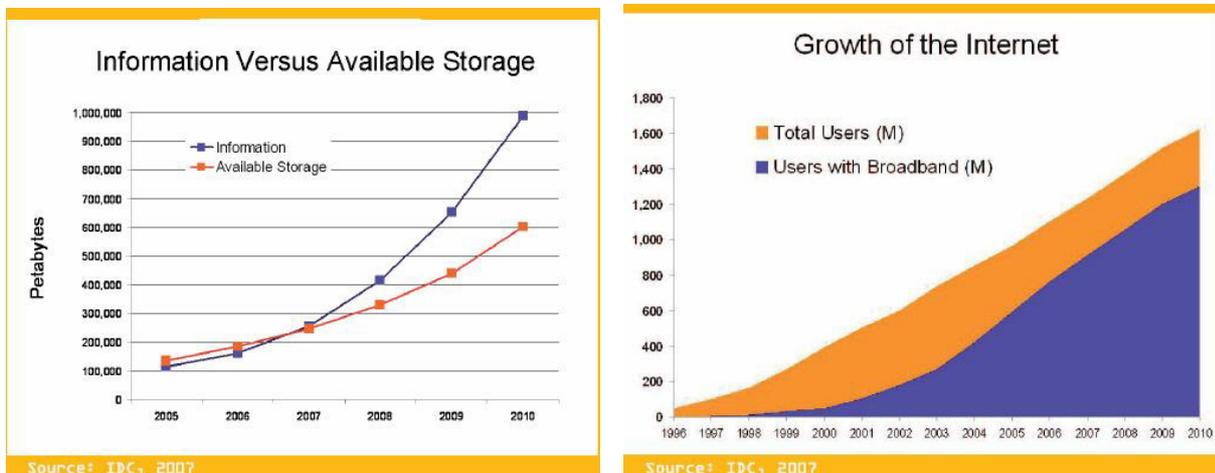 Information Versus Available Storage
Petabytes
1,000,000
900,000
800,000
700,000
600,000
500,000
400,000
300,000
200,000
100,000
0
Information
Available Storage
2005 2006 2007 2008 2009 2010
Source: IDC, 2007
Growth of the Internet
1,800
1,600
1,400
1,200
1,000
800
600
400
200
0
Total Users (M)
Users with Broadband (M)
1996 1997 1998 1999 2000 2001 2002 2003 2004 2005 2006 2007 2008 2009 2010
Source: IDC, 2007